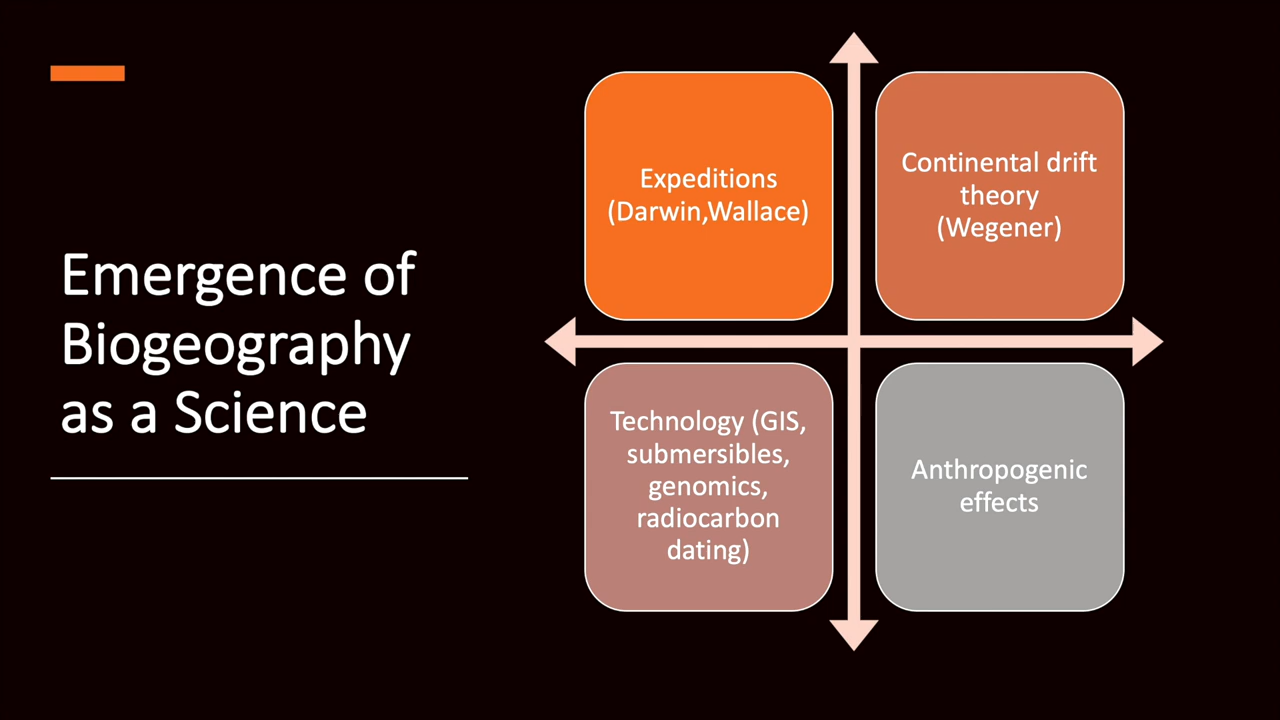 Emergence of
Biogeography
as a Science
Expeditions
(Darwin,Wallace)
Continental drift
theory
(Wegener)
Technology (GIS,
submersibles,
genomics,
radiocarbon
dating)
Anthropogenic
effects